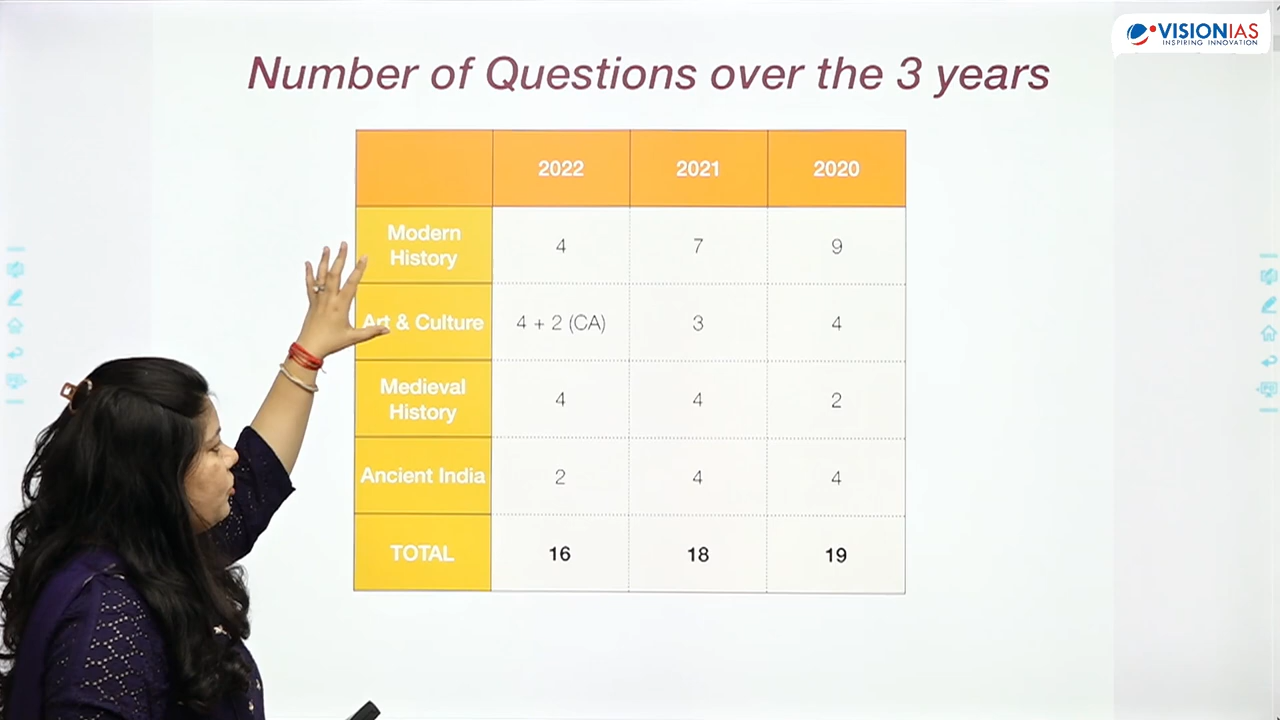 VISIONIAS
INSPIRING INNOVATION
Number of Questions over the 3 years
2022 2021 2020
Modern
History
4 7 9
Art & Culture 4 + 2 (CA) 3 4
Medieval
History
4 4 2
Ancient India 2 4 4
TOTAL 16 18 19